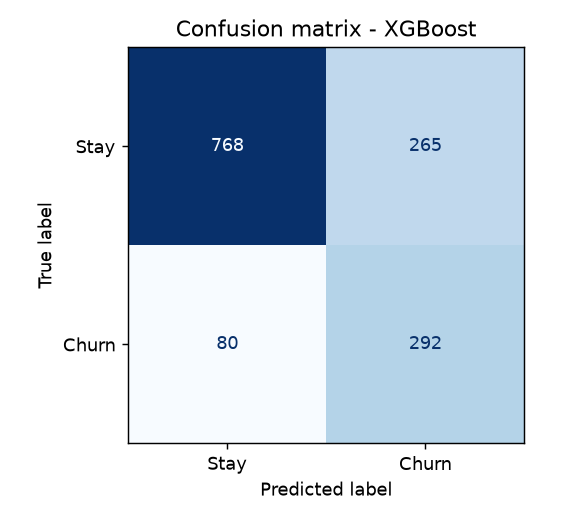 Confusion matrix - XGBoost
True label
Stay
768
265
Churn
80
292
Stay
Churn
Predicted label